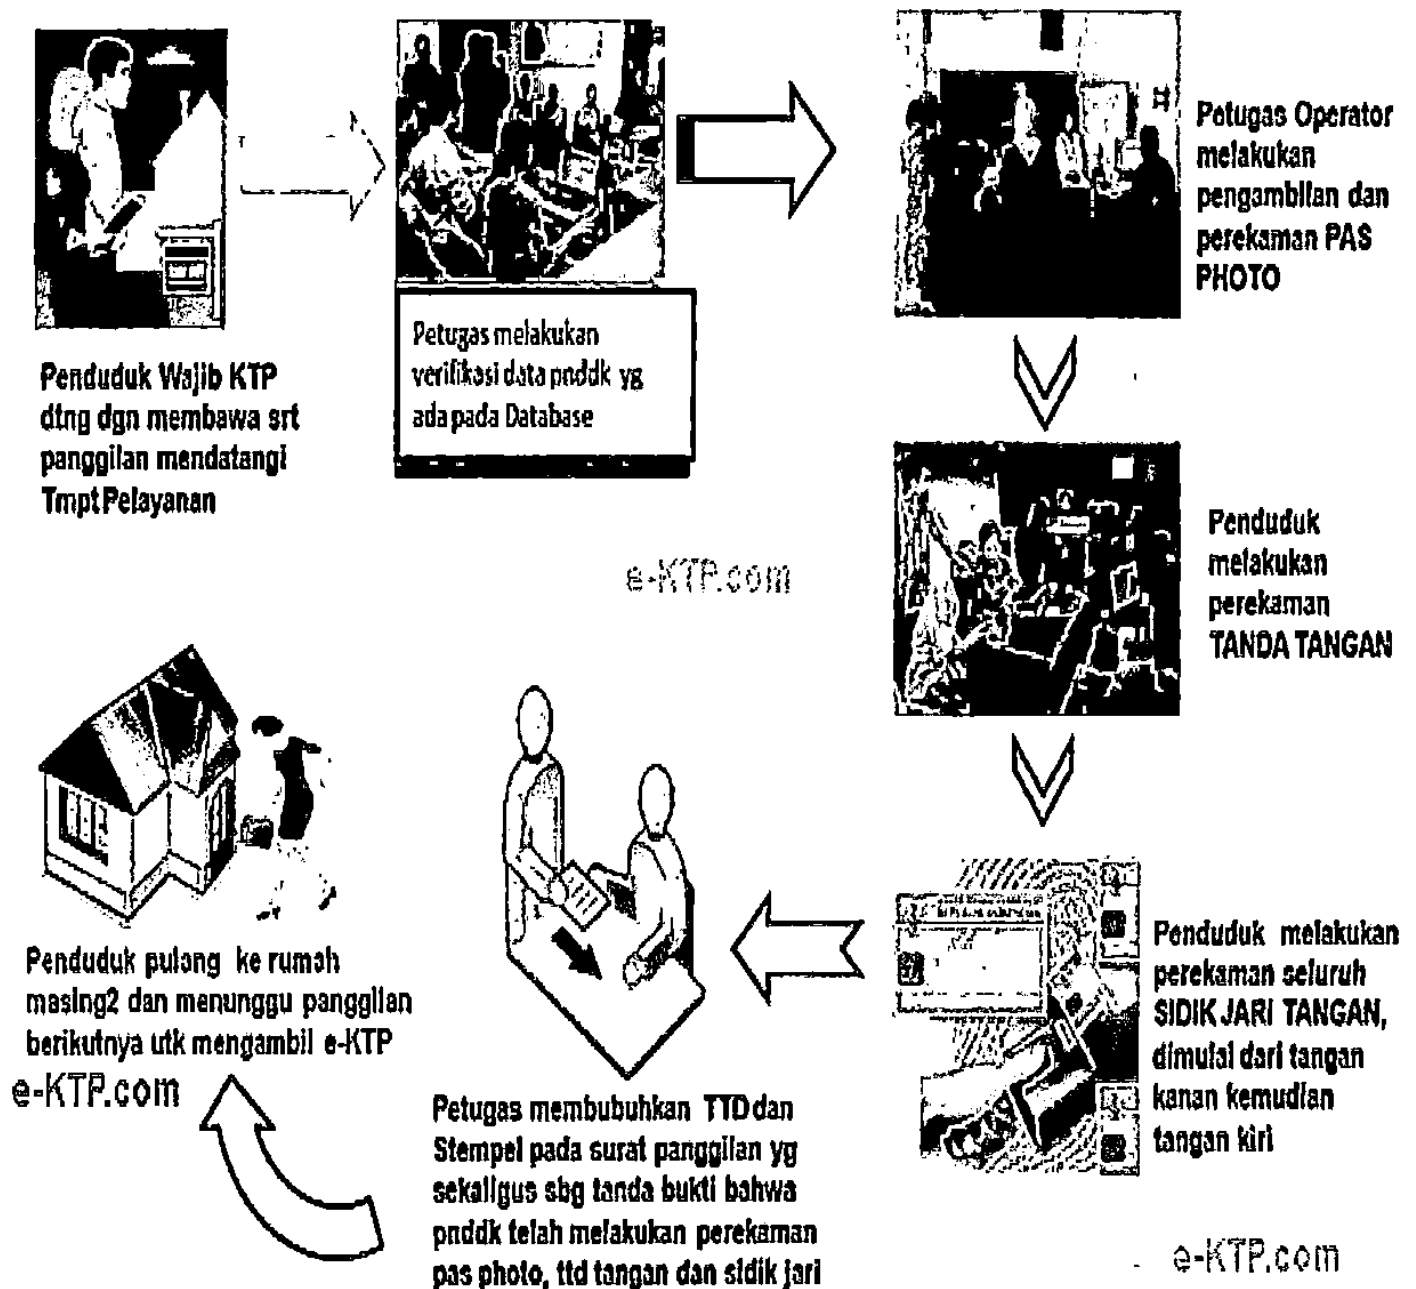 Penduduk Wajib KTP
dtng dgn membawa srt
panggilan mendatangi
Tmpt Pelayanan
Petugas melakukan
verifikasi data pnddk yg
ada pada Database
Petugas Operator
melakukan
pengambilan dan
perekaman PAS
PHOTO
e-KTP.com
Penduduk
melakukan
perekaman
TANDA TANGAN
Penduduk melakukan
perekaman seluruh
SIDIK JARI TANGAN,
dimulai dari tangan
kanan kemudian
tangan kiri
Petugas membubuhkan TTD dan
Stempel pada surat panggilan yg
sekaligus sbg tanda bukti bahwa
pnddk telah melakukan perekaman
pas photo, ttd tangan dan sidik jari
Penduduk pulang ke rumah
masing2 dan menunggu panggilan
berikutnya utk mengambil e-KTP
e-KTP.com
e-KTP.com